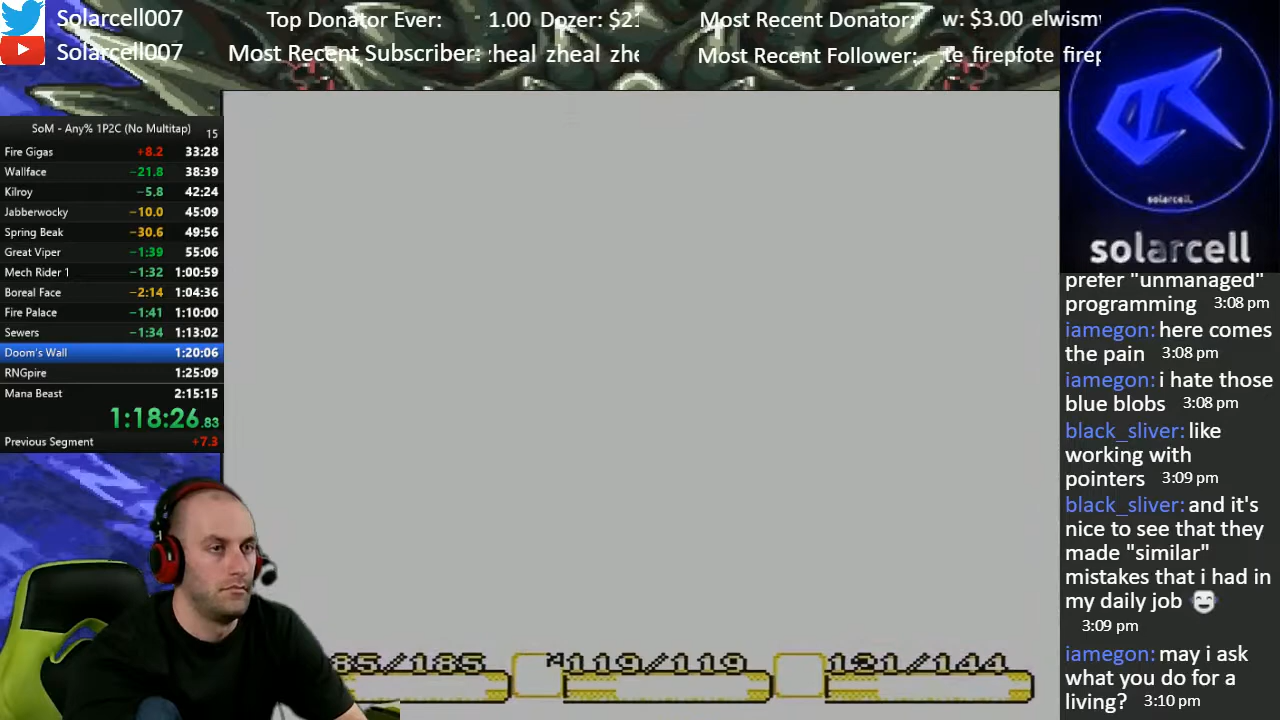 Solarcell007
Top Donator Ever:
1.00 Dozer: $2
Most Recent Donator:
w: $3.00 elwism
Solarcell007
Most Recent Subscriber:
:heal zheal zhe
Most Recent Follower:
te firepfote firep
SoM - Any% 1P2C (No Multitap) 15
Fire Gigas +8.2 33:28
Wallface −21.8 38:39
Kilroy −5.8 42:24
Jabberwocky −10.0 45:09
Spring Beak −30.6 49:56
Great Viper −1:39 55:06
Mech Rider 1 −1:32 1:00:59
Boreal Face −2:14 1:04:36
Fire Palace −1:41 1:10:00
Sewers −1:34 1:13:02
Doom's Wall 1:20:06
RNGpire 1:25:09
Mana Beast 2:15:15
1:18:26.83
Previous Segment +7.3
85/185
119/119
121/144
solarcell.
solarcell
prefer "unmanaged"
programming 3:08 pm
iamegon: here comes
the pain 3:08 pm
iamegon: i hate those
blue blobs 3:08 pm
black_sliver: like
working with
pointers 3:09 pm
black_sliver: and it's
nice to see that they
made "similar"
mistakes that i had in
my daily job
3:09 pm
iamegon: may i ask
what you do for a
living? 3:10 pm